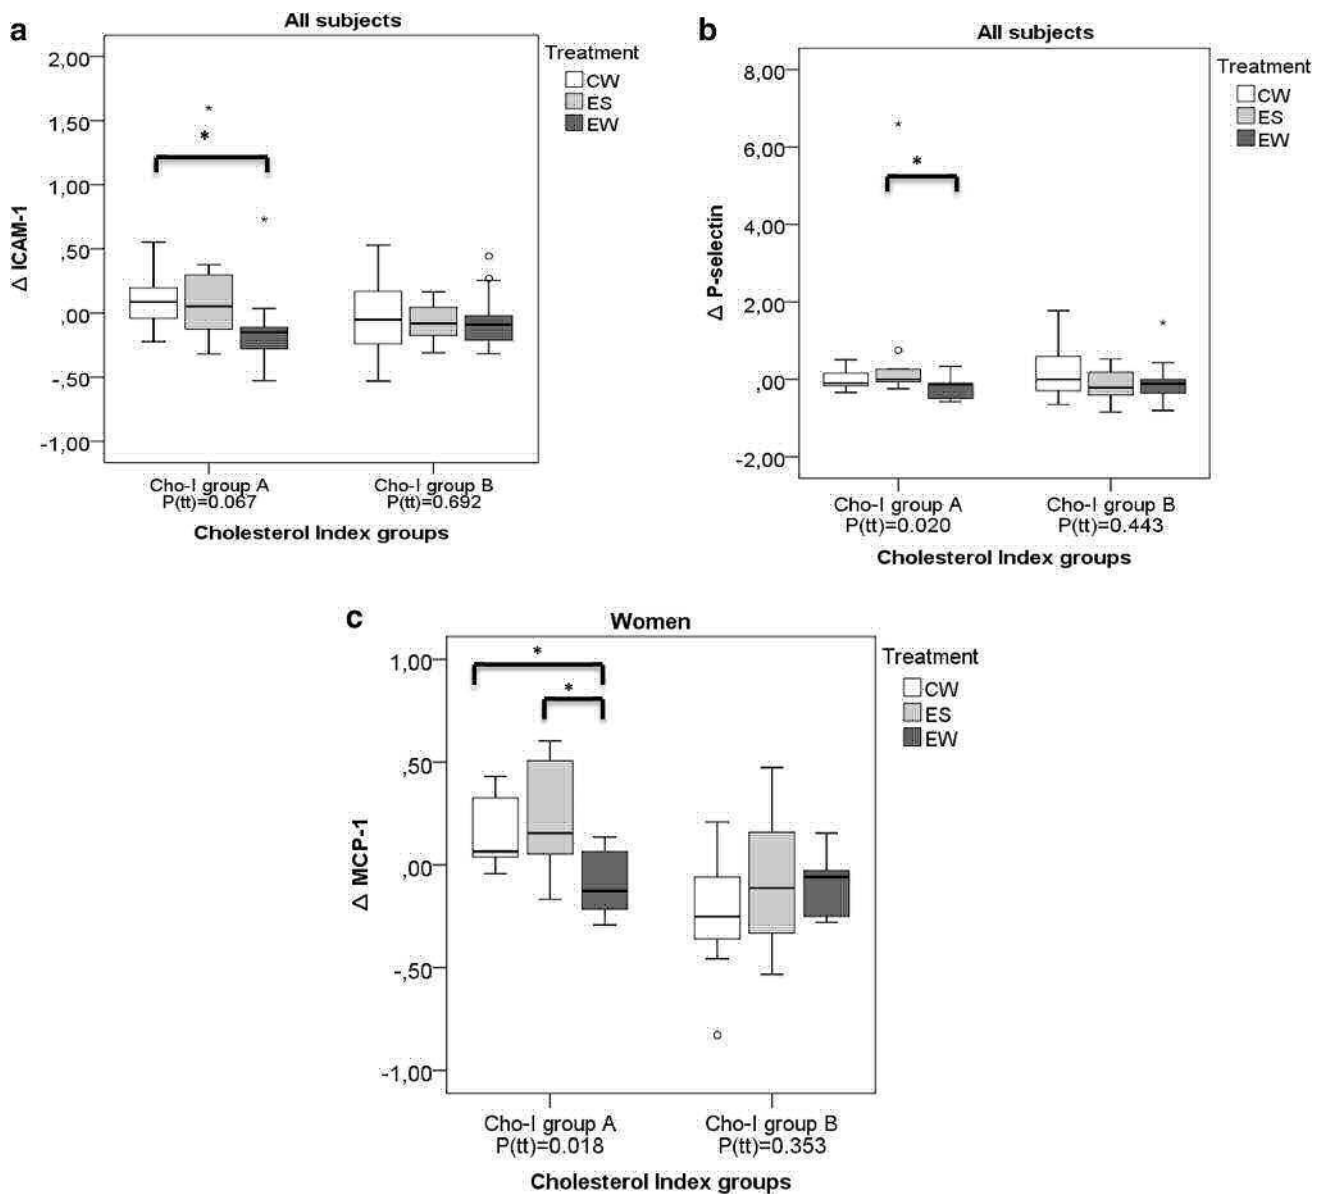 a
All subjects
Δ ICAM-1
2,00
1,50
1,00
,50
,00
-,50
-1,00
Treatment
CW
ES
EW
*
*
*
Cho-I group A
P(tt)=0.067
Cho-I group B
P(tt)=0.692
Cholesterol Index groups
b
All subjects
Δ P-selectin
8,00
6,00
4,00
2,00
,00
-2,00
Treatment
CW
ES
EW
*
*
*
Cho-I group A
P(tt)=0.020
Cho-I group B
P(tt)=0.443
Cholesterol Index groups
c
Women
Δ MCP-1
1,00
,50
,00
-,50
-1,00
Treatment
CW
ES
EW
*
*
Cho-I group A
P(tt)=0.018
Cho-I group B
P(tt)=0.353
Cholesterol Index groups